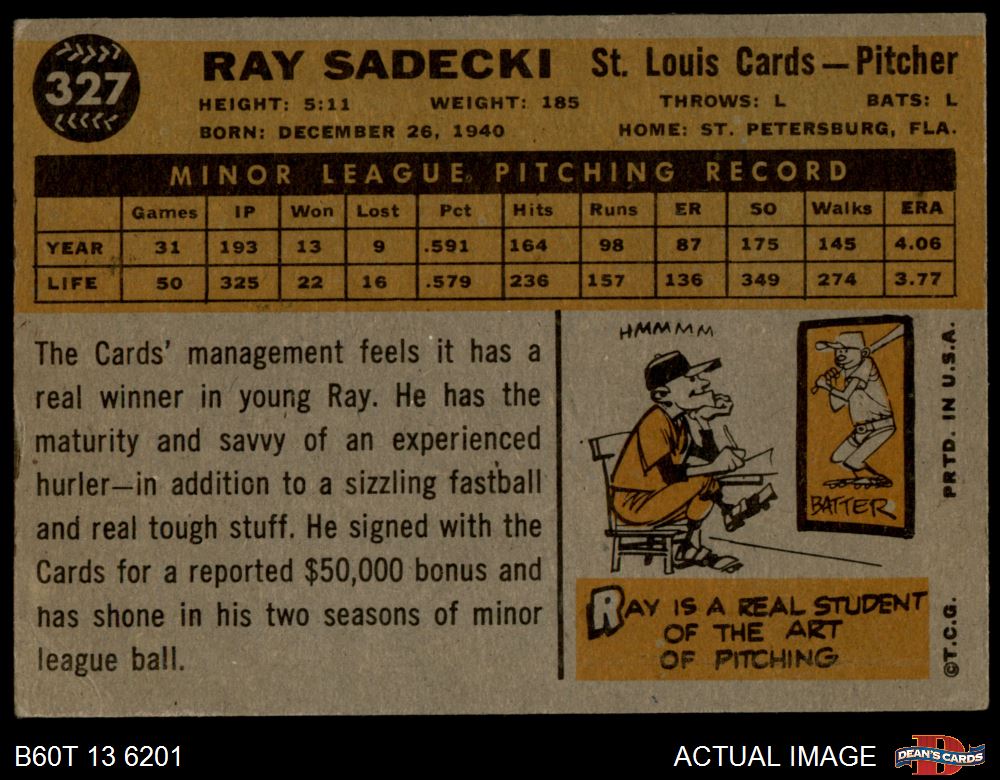 327
RAY SADECKI St. Louis Cards—Pitcher
HEIGHT: 5:11 WEIGHT: 185 THROWS: L BATS: L
BORN: DECEMBER 26, 1940 HOME: ST. PETERSBURG, FLA.
MINOR LEAGUE PITCHING RECORD
Games IP Won Lost Pct Hits Runs ER SO Walks ERA
YEAR 31 193 13 9 .591 164 98 87 175 145 4.06
LIFE 50 325 22 16 .579 236 157 136 349 274 3.77
The Cards' management feels it has a
real winner in young Ray. He has the
maturity and savvy of an experienced
hurler—in addition to a sizzling fastball
and real tough stuff. He signed with the
Cards for a reported $50,000 bonus and
has shone in his two seasons of minor
league ball.
HMMMMM
BATTER
RAY IS A REAL STUDENT
OF THE ART
OF PITCHING
PRTD. IN U.S.A.
©T.C.G.
B60T 13 6201 ACTUAL IMAGE
DEAN'S CARDS